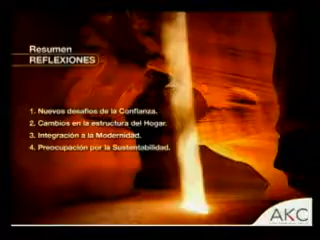 Resumen
REFLEXIONES
1. Nuevos desafíos de la Confianza.
2. Cambios en la estructura del Hogar.
3. Integración a la Modernidad.
4. Preocupación por la Sustentabilidad.
AKC